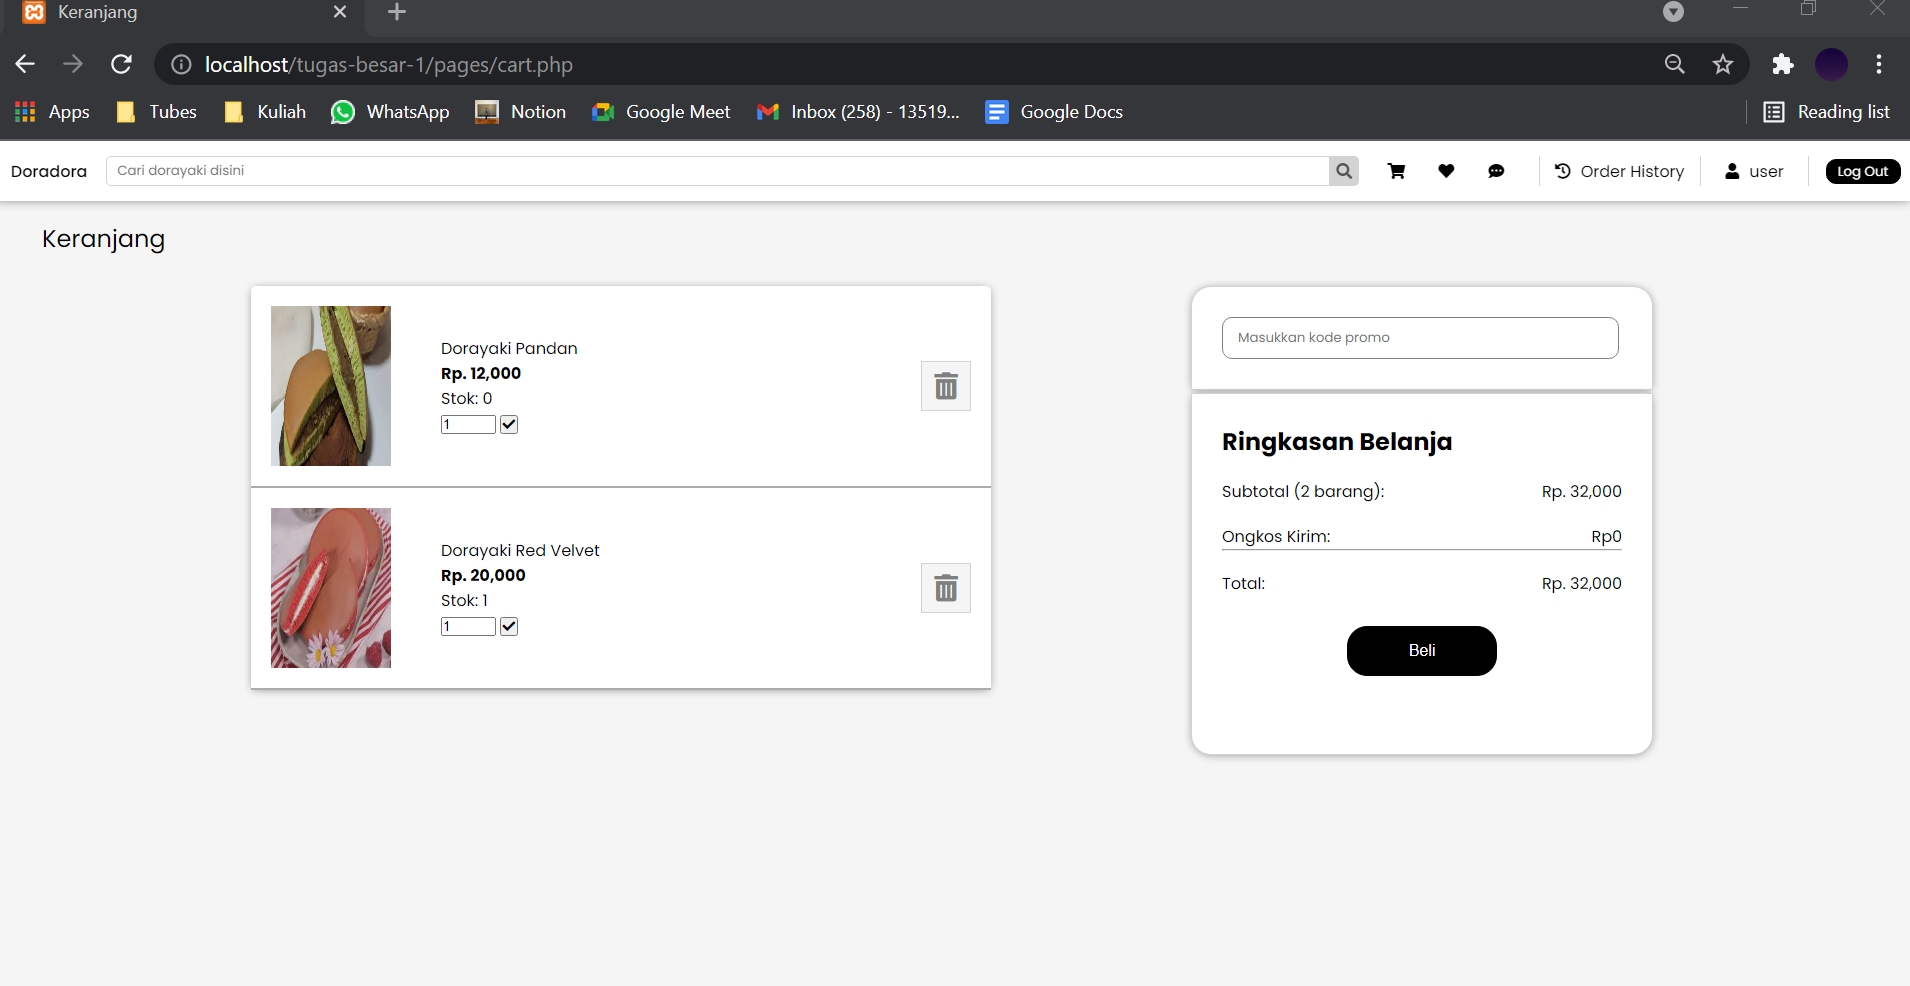 Keranjang
localhost/tugas-besar-1/pages/cart.php
Apps Tubes Kuliah WhatsApp Notion Google Meet Inbox (258) - 13519... Google Docs Reading list
Doradora Cari dorayaki disini Order History user Log Out
Keranjang
Dorayaki Pandan
Rp. 12,000
Stok: 0
1
Dorayaki Red Velvet
Rp. 20,000
Stok: 1
1
Masukkan kode promo
Ringkasan Belanja
Subtotal (2 barang): Rp. 32,000
Ongkos Kirim: Rp0
Total: Rp. 32,000
Beli